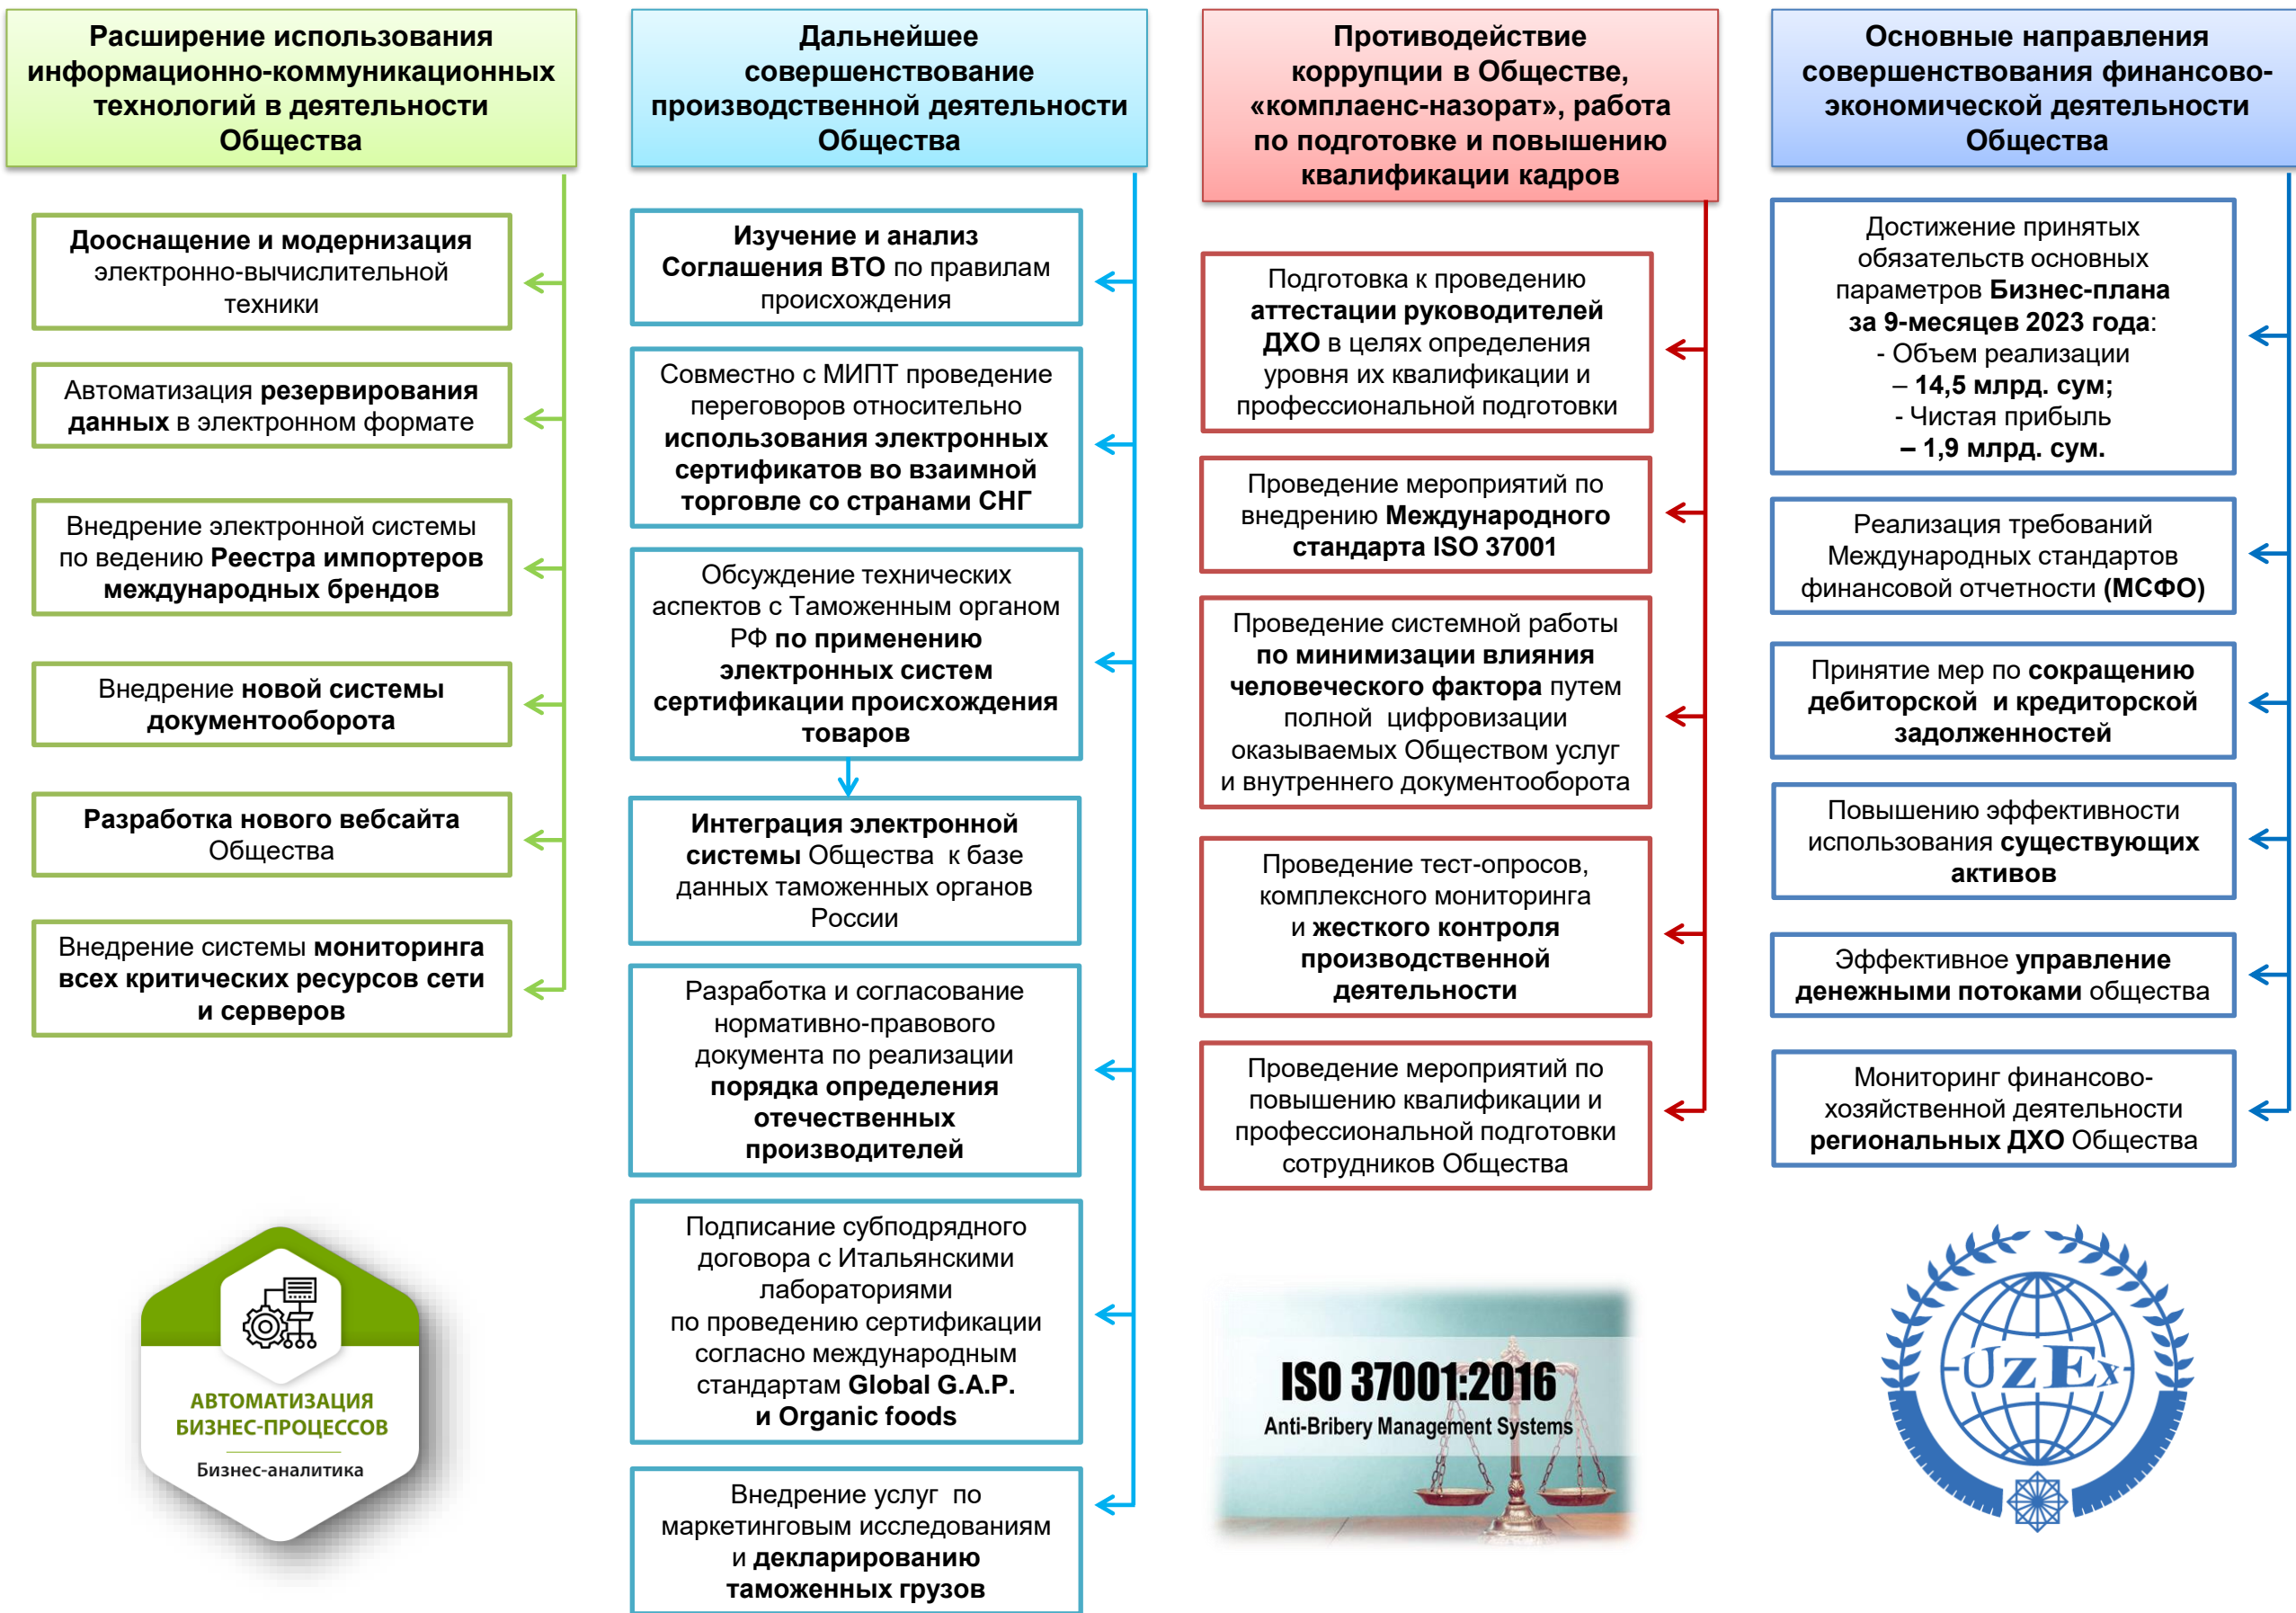 Расширение использования
информационно-коммуникационных
технологий в деятельности
Общества
Дооснащение и модернизация
электронно-вычислительной
техники
Автоматизация резервирования
данных в электронном формате
Внедрение электронной системы
по ведению Реестра импортеров
международных брендов
Внедрение новой системы
документооборота
Разработка нового вебсайта
Общества
Внедрение системы мониторинга
всех критических ресурсов сети
и серверов
АВТОМАТИЗАЦИЯ
БИЗНЕС-ПРОЦЕССОВ
Бизнес-аналитика
Дальнейшее
совершенствование
производственной деятельности
Общества
Изучение и анализ
Соглашения ВТО по правилам
происхождения
Совместно с МИПТ проведение
переговоров относительно
использования электронных
сертификатов во взаимной
торговле со странами СНГ
Обсуждение технических
аспектов с Таможенным органом
РФ по применению
электронных систем
сертификации происхождения
товаров
Интеграция электронной
системы Общества к базе
данных таможенных органов
России
Разработка и согласование
нормативно-правового
документа по реализации
порядка определения
отечественных
производителей
Подписание субподрядного
договора с Итальянскими
лабораториями
по проведению сертификации
согласно международным
стандартам Global G.A.P.
и Organic foods
Внедрение услуг по
маркетинговым исследованиям
и декларированию
таможенных грузов
Противодействие
коррупции в Обществе,
«комплаенс-назорат», работа
по подготовке и повышению
квалификации кадров
Подготовка к проведению
аттестации руководителей
ДХО в целях определения
уровня их квалификации и
профессиональной подготовки
Проведение мероприятий по
внедрению Международного
стандарта ISO 37001
Проведение системной работы
по минимизации влияния
человеческого фактора путем
полной цифровизации
оказываемых Обществом услуг
и внутреннего документооборота
Проведение тест-опросов,
комплексного мониторинга
и жесткого контроля
производственной
деятельности
Проведение мероприятий по
повышению квалификации и
профессиональной подготовки
сотрудников Общества
ISO 37001:2016
Anti-Bribery Management Systems
Основные направления
совершенствования финансово-
экономической деятельности
Общества
Достижение принятых
обязательств основных
параметров Бизнес-плана
за 9-месяцев 2023 года:
- Объем реализации
– 14,5 млрд. сум;
- Чистая прибыль
– 1,9 млрд. сум.
Реализация требований
Международных стандартов
финансовой отчетности (МСФО)
Принятие мер по сокращению
дебиторской и кредиторской
задолженностей
Повышению эффективности
использования существующих
активов
Эффективное управление
денежными потоками общества
Мониторинг финансово-
хозяйственной деятельности
региональных ДХО Общества
UzEx